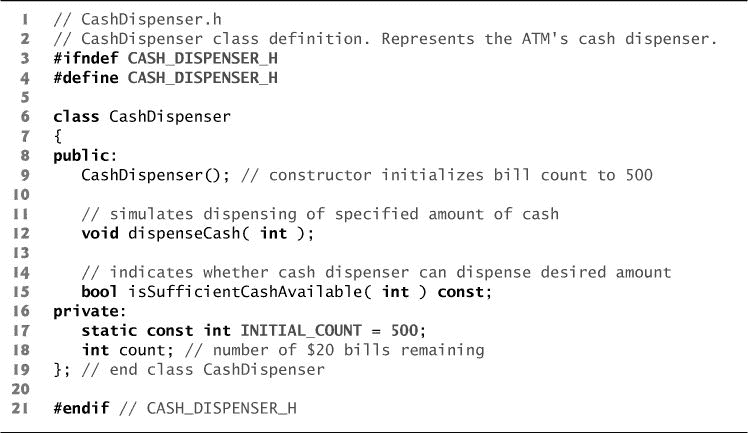 1 // CashDispenser.h
2 // CashDispenser class definition. Represents the ATM's cash dispenser.
3 #ifndef CASH_DISPENSER_H
4 #define CASH_DISPENSER_H
5
6 class CashDispenser
7 {
8 public:
9    CashDispenser(); // constructor initializes bill count to 500
10
11    // simulates dispensing of specified amount of cash
12    void dispenseCash( int );
13
14    // indicates whether cash dispenser can dispense desired amount
15    bool isSufficientCashAvailable( int ) const;
16 private:
17    static const int INITIAL_COUNT = 500;
18    int count; // number of $20 bills remaining
19 }; // end class CashDispenser
20
21 #endif // CASH_DISPENSER_H